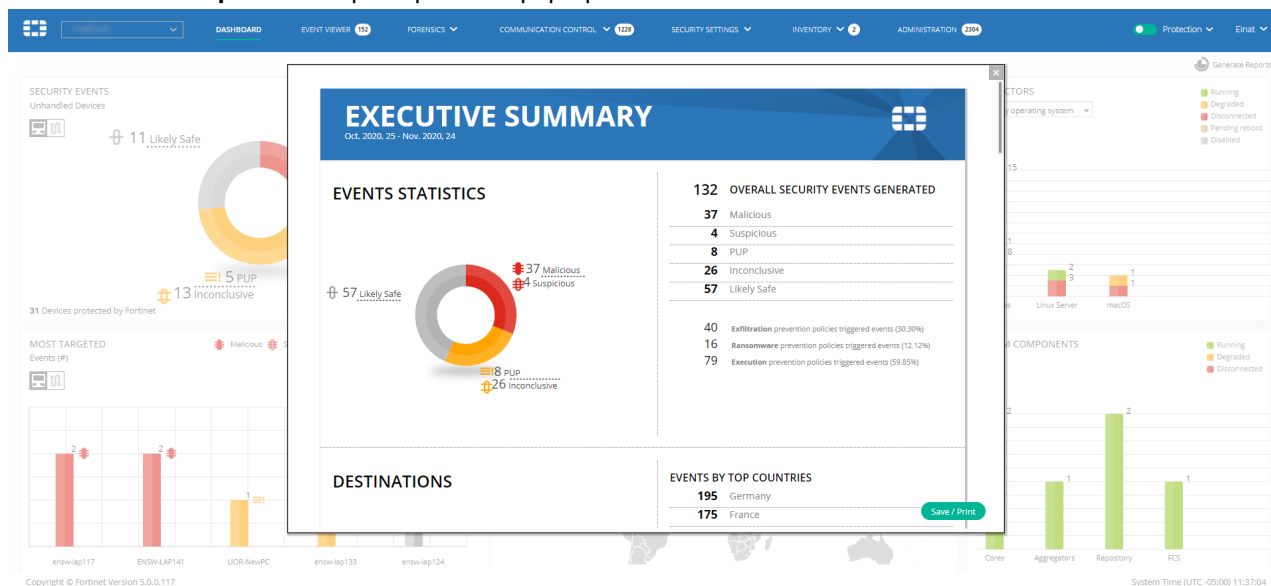 DASHBOARD
EVENT VIEWER 152
FORENSICS
COMMUNICATION CONTROL 1228
SECURITY SETTINGS
INVENTORY 2
ADMINISTRATION 2304
Protection
Einat
Generate Reports
SECURITY EVENTS
Unhandled Devices
11 Likely Safe
5 PUP
13 Inconclusive
31 Devices protected by Fortinet
MOST TARGETED
Malicious
Events (#)
2
2
1
ensw-lap117
ENSW-LAP141
LIOR-NewPC
ensw-lap133
ensw-lap124
EXECUTIVE SUMMARY
Oct. 2020, 25 - Nov. 2020, 24
EVENTS STATISTICS
57 Likely Safe
37 Malicious
4 Suspicious
8 PUP
26 Inconclusive
132 OVERALL SECURITY EVENTS GENERATED
37 Malicious
4 Suspicious
8 PUP
26 Inconclusive
57 Likely Safe
40 Exfiltration prevention policies triggered events (30.30%)
16 Ransomware prevention policies triggered events (12.12%)
79 Execution prevention policies triggered events (59.85%)
DESTINATIONS
EVENTS BY TOP COUNTRIES
195 Germany
175 France
Save / Print
CTORS
y operating system
Running
Degraded
Disconnected
Pending reboot
Disabled
15
1
8
2
3
1
1
Linux Server
macOS
COMPONENTS
Running
Degraded
Disconnected
2
1
2
1
Cores
Aggregators
Repository
FCS
Copyright © Fortinet Version 5.0.0.117
System Time (UTC -05:00) 11:37:04